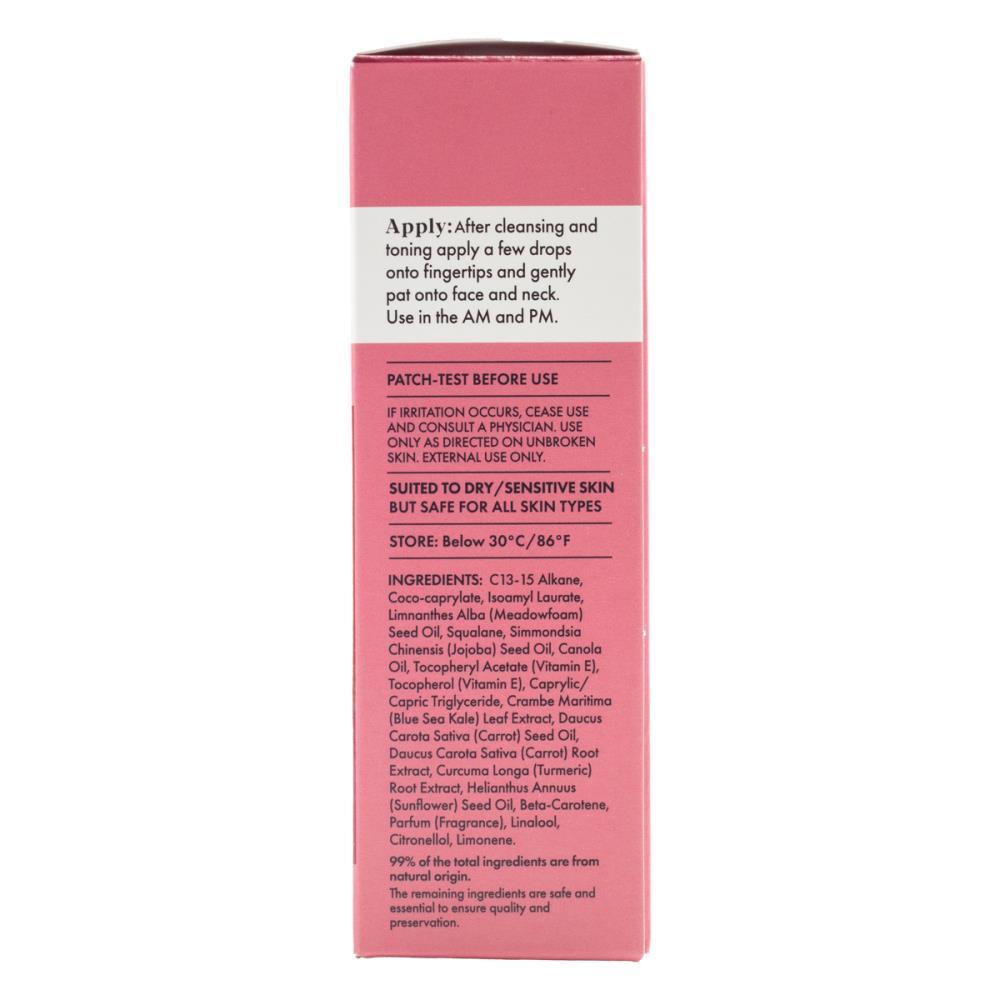 Apply: After cleansing and
toning apply a few drops
onto fingertips and gently
pat onto face and neck.
Use in the AM and PM.
PATCH-TEST BEFORE USE
IF IRRITATION OCCURS, CEASE USE
AND CONSULT A PHYSICIAN. USE
ONLY AS DIRECTED ON UNBROKEN
SKIN. EXTERNAL USE ONLY.
SUITED TO DRY/SENSITIVE SKIN
BUT SAFE FOR ALL SKIN TYPES
STORE: Below 30°C/86°F
INGREDIENTS: C13-15 Alkane,
Coco-caprylate, Isoamyl Laurate,
Limnanthes Alba (Meadowfoam)
Seed Oil, Squalane, Simmondsia
Chinensis (Jojoba) Seed Oil, Canola
Oil, Tocopheryl Acetate (Vitamin E),
Tocopherol (Vitamin E), Caprylic/
Capric Triglyceride, Crambe Maritima
(Blue Sea Kale) Leaf Extract, Daucus
Carota Sativa (Carrot) Seed Oil,
Daucus Carota Sativa (Carrot) Root
Extract, Curcuma Longa (Turmeric)
Root Extract, Helianthus Annuus
(Sunflower) Seed Oil, Beta-Carotene,
Parfum (Fragrance), Linalool,
Citronellol, Limonene.
99% of the total ingredients are from
natural origin.
The remaining ingredients are safe and
essential to ensure quality and
preservation.